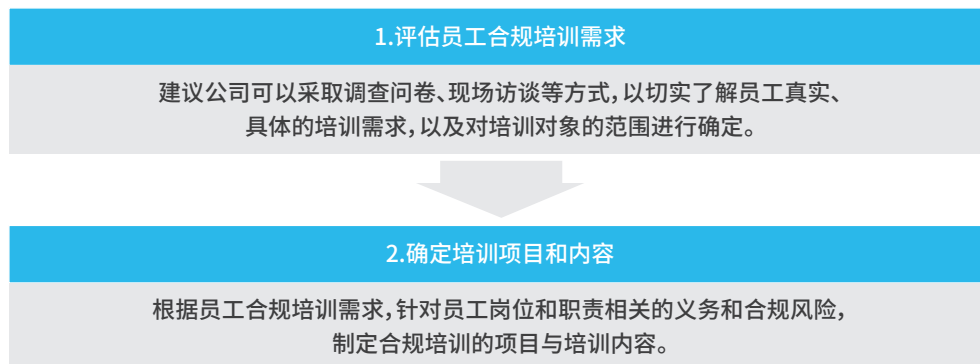 1.评估员工合规培训需求
建议公司可以采取调查问卷、现场访谈等方式,以切实了解员工真实、
具体的培训需求,以及对培训对象的范围进行确定。
2.确定培训项目和内容
根据员工合规培训需求,针对员工岗位和职责相关的义务和合规风险,
制定合规培训的项目与培训内容。